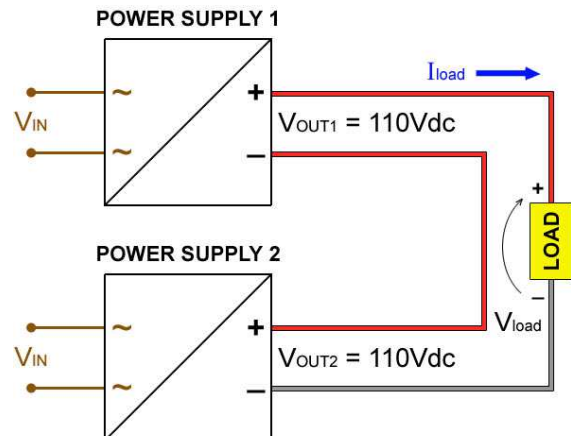 POWER SUPPLY 1
~
+
Iload
VIN
VOUT1 = 110Vdc
~
−
+
LOAD
−
Vload
POWER SUPPLY 2
~
+
VIN
VOUT2 = 110Vdc
~
−